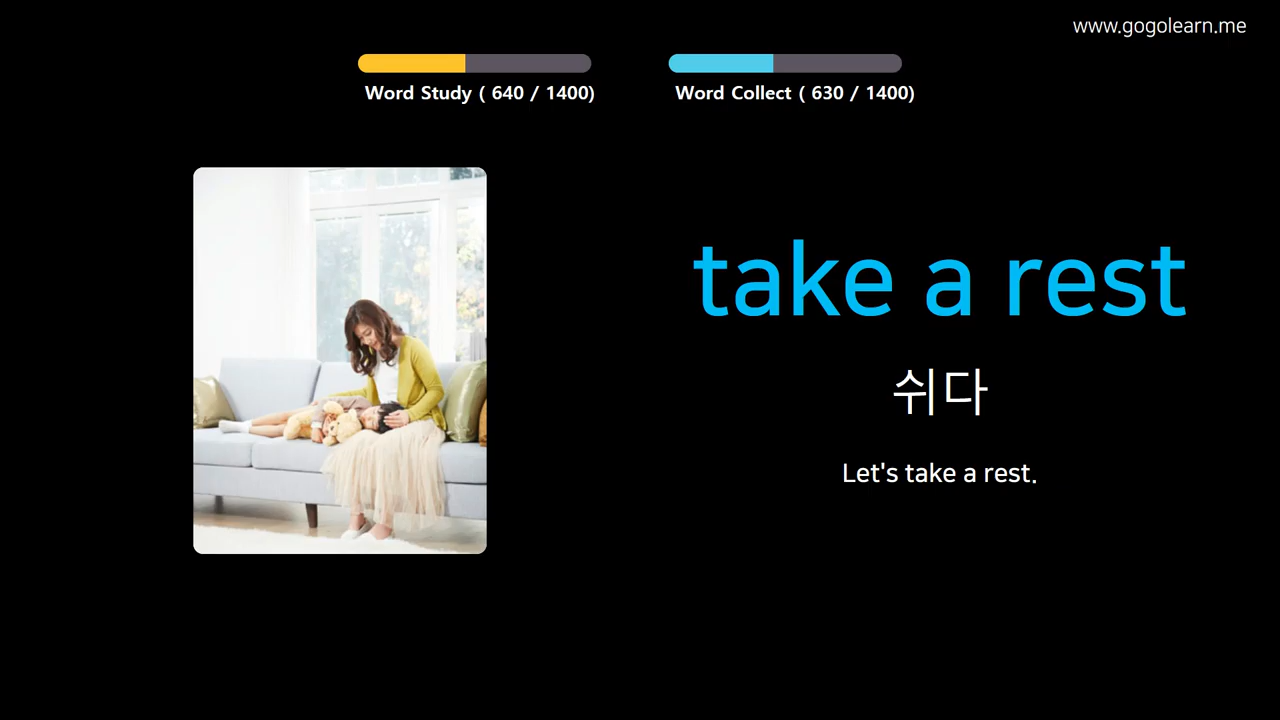 www.gogolearn.me
Word Study ( 640 / 1400)
Word Collect ( 630 / 1400)
take a rest
쉬다
Let's take a rest.